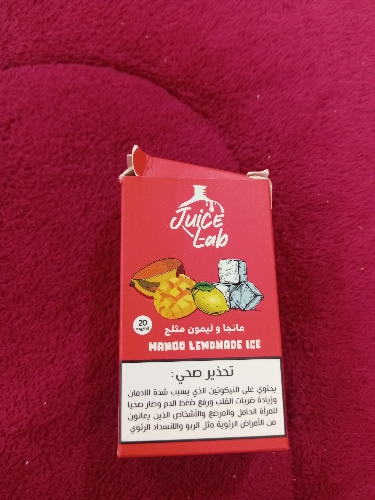 Juice
Lab
مانجا و ليمون مثلج
20
mg/ml
MANGO LEMONADE ICE
تحذير صحي:
يحتوي على النيكوتين الذي يسبب شدة الادمان
وزيادة ضربات القلب ورفع ضغط الدم وضار صحيا
للمرأة الحامل والمرضع والأشخاص الذين يعانون
من الأمراض الرئوية مثل الربو والانسداد الرئوي